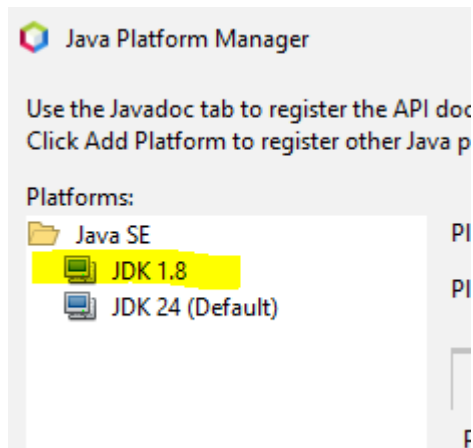 Java Platform Manager
Use the Javadoc tab to register the API
Click Add Platform to register other Java
Platforms:
Java SE
JDK 1.8
JDK 24 (Default)